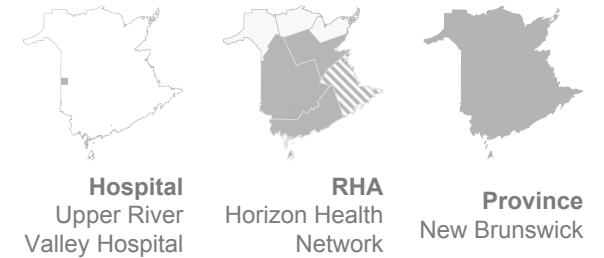 Hospital
Upper River
Valley Hospital
RHA
Horizon Health
Network
Province
New Brunswick